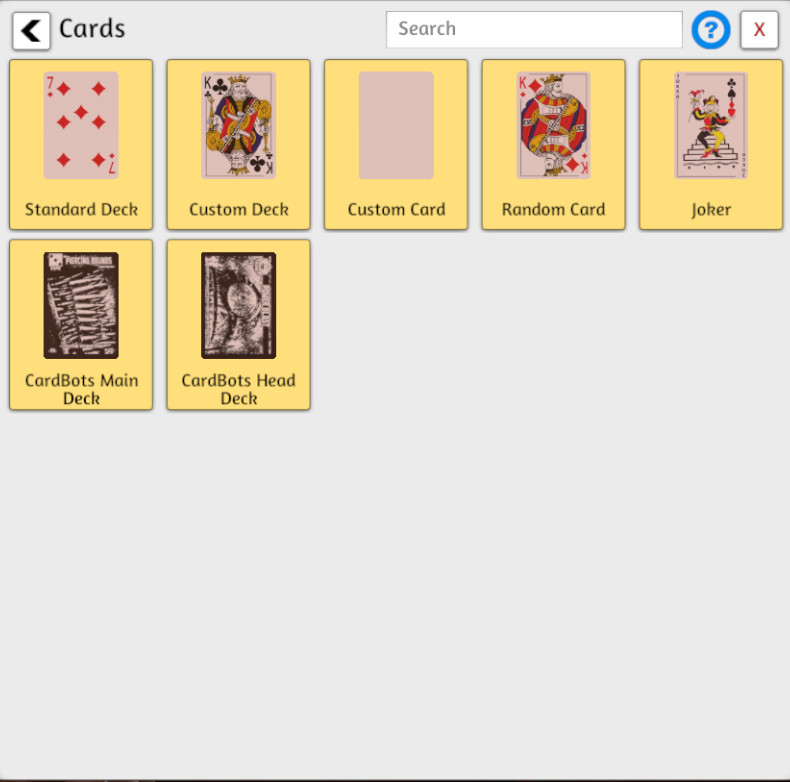 Cards
Search
?
X
7
7
Standard Deck
K
K
Custom Deck
Custom Card
K
K
Random Card
JOKER
JOKER
Joker
PIERCING ROUNDS
CardBots Main
Deck
CardBots Head
Deck